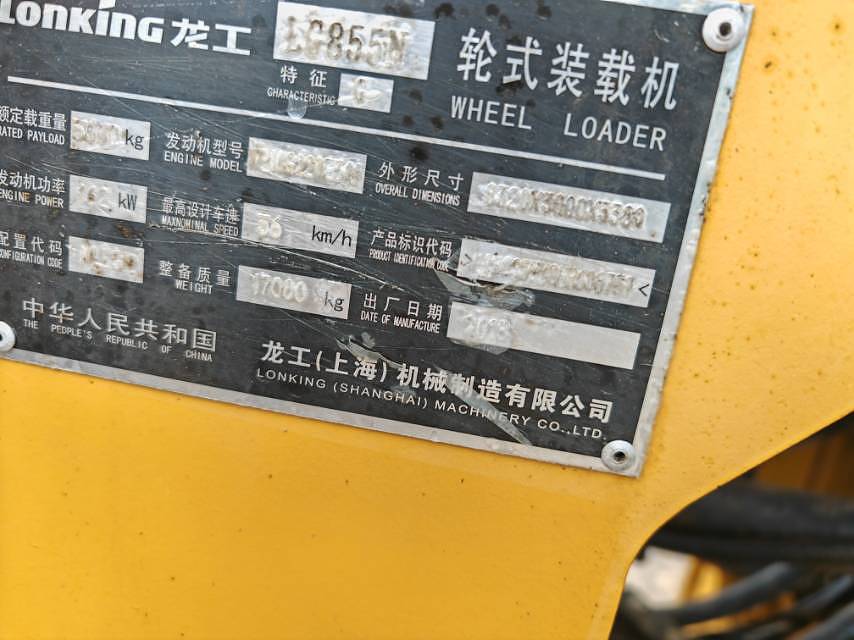 LONKING 龙工
LG855N
轮式装载机
WHEEL LOADER
特征
CHARACTERISTIC
额定载重量
RATED PAYLOAD
kg
发动机型号
ENGINE MODEL
外形尺寸
OVERALL DIMENSIONS
发动机功率
ENGINE POWER
162 kW
最高设计车速
MAXNOMINAL SPEED
36 km/h
产品标识代码
PRODUCT IDENTIFICATION CODE
<
配置代码
CONFIGURATION CODE
整备质量
WEIGHT
17000 kg
出厂日期
DATE OF MANUFACTURE
中华人民共和国
THE PEOPLE'S REPUBLIC OF CHINA
龙工(上海)机械制造有限公司
LONKING (SHANGHAI) MACHINERY CO.,LTD.